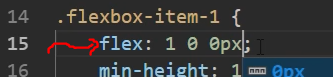 14 .flexbox-item-1 {
15 flex: 1 0 0px;
16 min-height: 1
0px